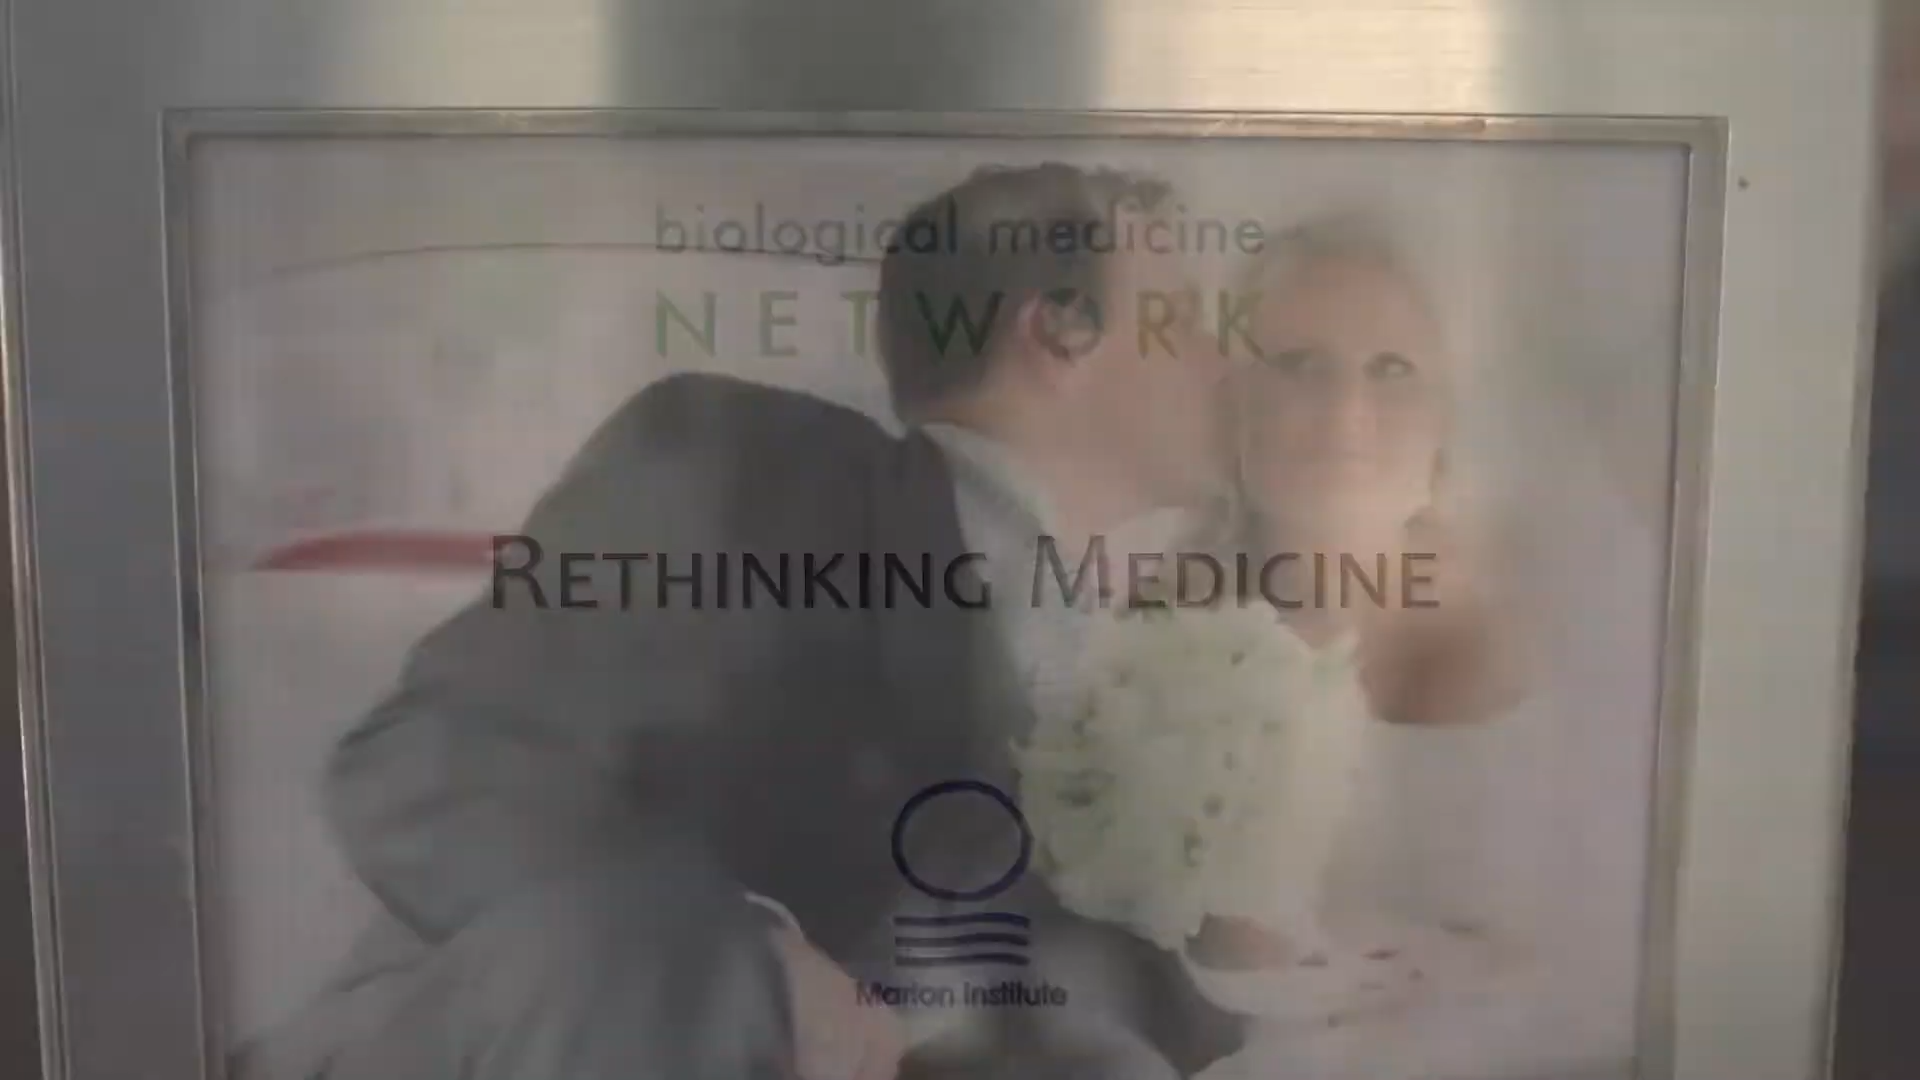 biological medicine
NETWORK
RETHINKING MEDICINE
Marion Institute